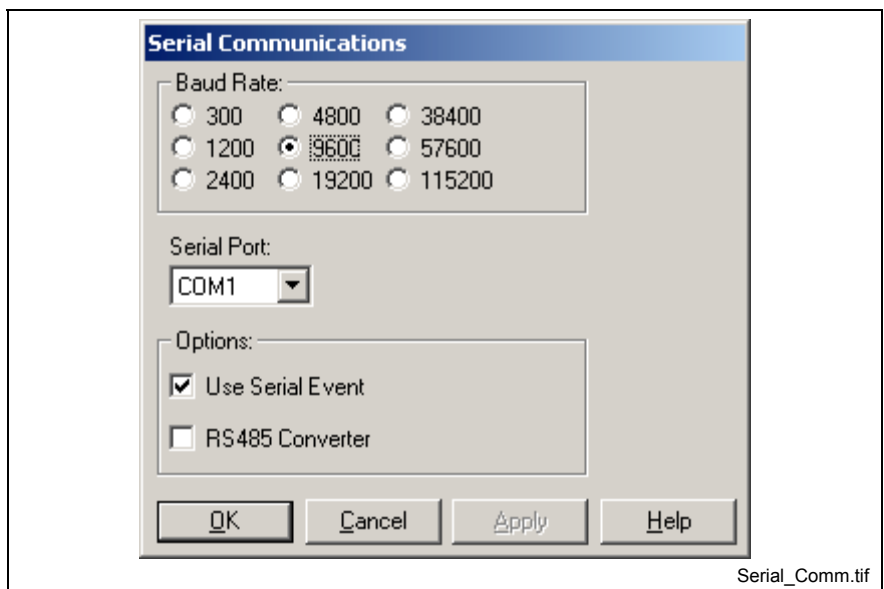 Serial Communications
Baud Rate:
300 4800 38400
1200 9600 57600
2400 19200 115200
Serial Port:
COM1
Options:
Use Serial Event
RS485 Converter
OK Cancel Apply Help
Serial_Comm.tif